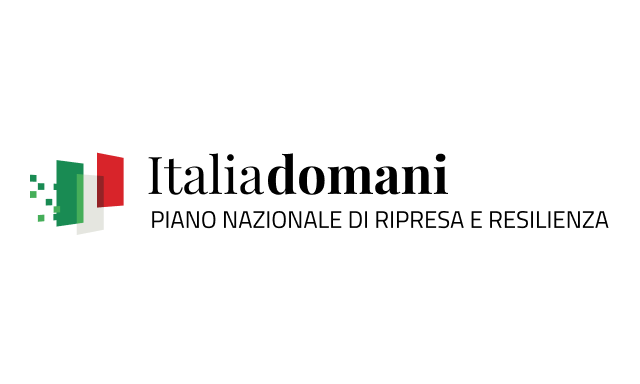 Italiadomani
PIANO NAZIONALE DI RIPRESA E RESILIENZA